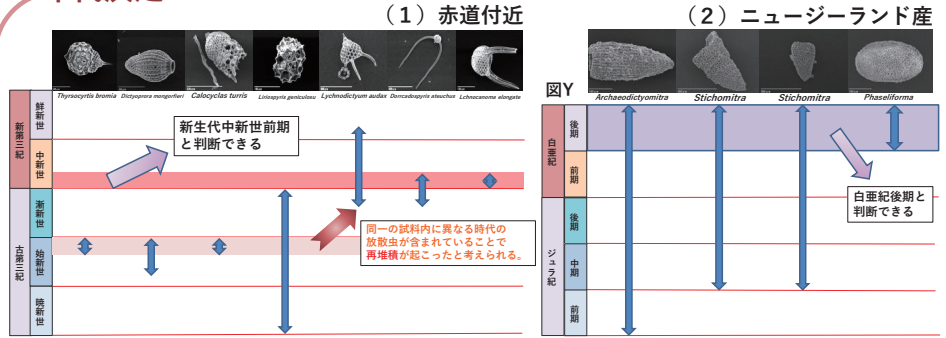 （1）赤道付近
Thyrsocyrtis bromia
Dictyoprora mongorfieri
Calocyclas turris
Liriospyris geniculosu
Lychnodictyum audax
Dorcadospyris ateuchus
Lchnocanoma elongate
新第三紀
鮮新世
中新世
古第三紀
漸新世
始新世
暁新世
新生代中新世前期
と判断できる
同一の試料内に異なる時代の
放散虫が含まれていることで
再堆積が起こったと考えられる。
（2）ニュージーランド産
図Y
Archaeodictyomitra
Stichomitra
Stichomitra
Phaseliforma
白亜紀
後期
前期
ジュラ紀
後期
中期
前期
白亜紀後期と
判断できる